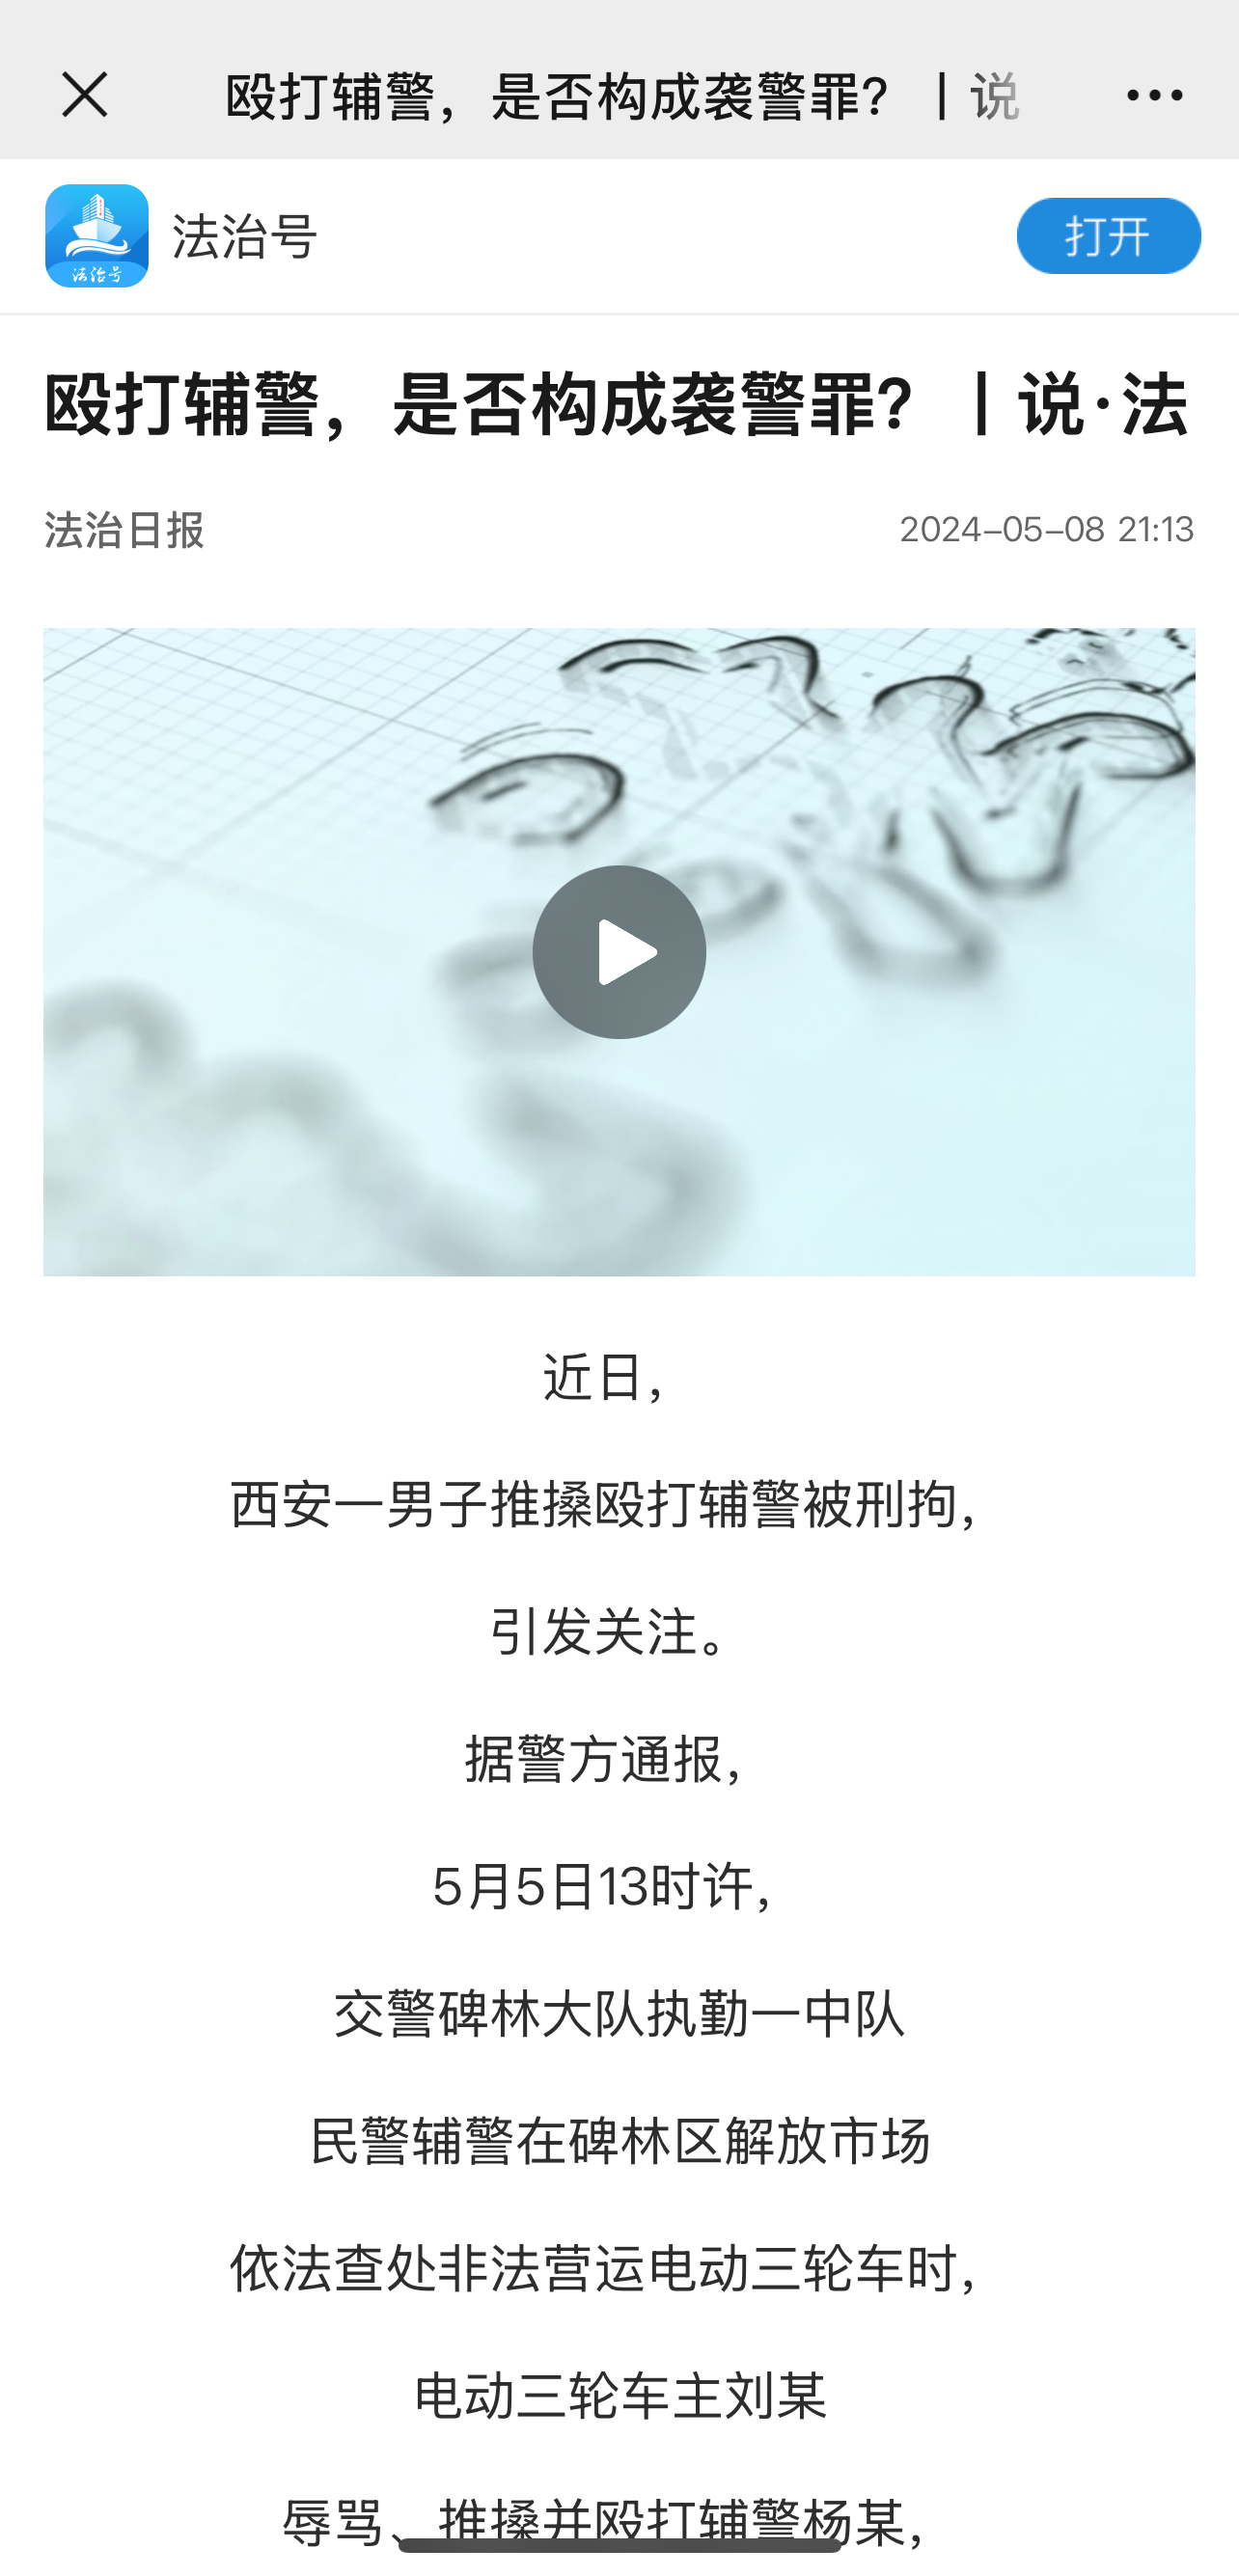 殴打辅警，是否构成袭警罪？丨说
法治号
法治号
打开
殴打辅警，是否构成袭警罪？丨说·法
法治日报
2024-05-08 21:13
近日，
西安一男子推搡殴打辅警被刑拘，
引发关注。
据警方通报，
5月5日13时许，
交警碑林大队执勤一中队
民警辅警在碑林区解放市场
依法查处非法营运电动三轮车时，
电动三轮车主刘某
辱骂、推搡并殴打辅警杨某，